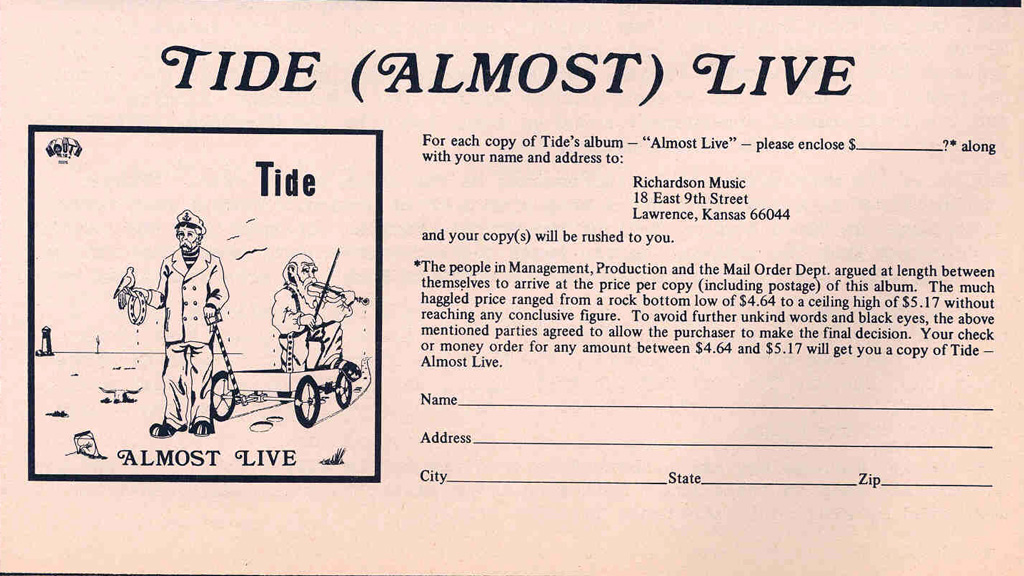 TIDE (ALMOST) LIVE
MOUTH
Tide
ALMOST LIVE
For each copy of Tide's album – "Almost Live" – please enclose $__________?* along
with your name and address to:
Richardson Music
18 East 9th Street
Lawrence, Kansas 66044
and your copy(s) will be rushed to you.
*The people in Management, Production and the Mail Order Dept. argued at length between
themselves to arrive at the price per copy (including postage) of this album. The much
haggled price ranged from a rock bottom low of $4.64 to a ceiling high of $5.17 without
reaching any conclusive figure. To avoid further unkind words and black eyes, the above
mentioned parties agreed to allow the purchaser to make the final decision. Your check
or money order for any amount between $4.64 and $5.17 will get you a copy of Tide –
Almost Live.
Name
Address
City State Zip